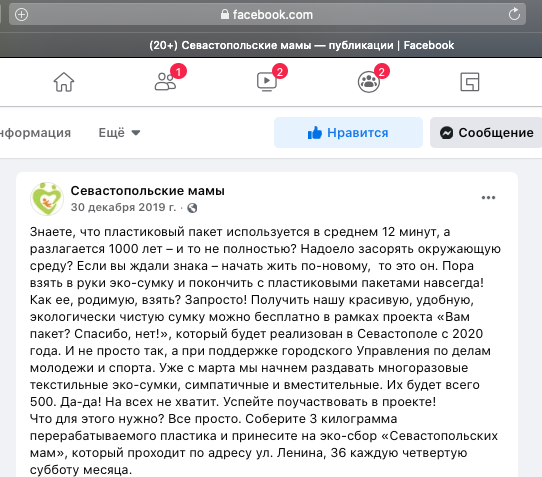 facebook.com
(20+) Севастопольские мамы — публикации | Facebook
1
2
2
нформация
Ещё
Нравится
Сообщение
Севастопольские мамы
30 декабря 2019 г. ·
Знаете, что пластиковый пакет используется в среднем 12 минут, а
разлагается 1000 лет – и то не полностью? Надоело засорять окружающую
среду? Если вы ждали знака – начать жить по-новому, то это он. Пора
взять в руки эко-сумку и покончить с пластиковыми пакетами навсегда!
Как ее, родимую, взять? Запросто! Получить нашу красивую, удобную,
экологически чистую сумку можно бесплатно в рамках проекта «Вам
пакет? Спасибо, нет!», который будет реализован в Севастополе с 2020
года. И не просто так, а при поддержке городского Управления по делам
молодежи и спорта. Уже с марта мы начнем раздавать многоразовые
текстильные эко-сумки, симпатичные и вместительные. Их будет всего
500. Да-да! На всех не хватит. Успейте поучаствовать в проекте!
Что для этого нужно? Все просто. Соберите 3 килограмма
перерабатываемого пластика и принесите на эко-сбор «Севастопольских
мам», который проходит по адресу ул. Ленина, 36 каждую четвертую
субботу месяца.